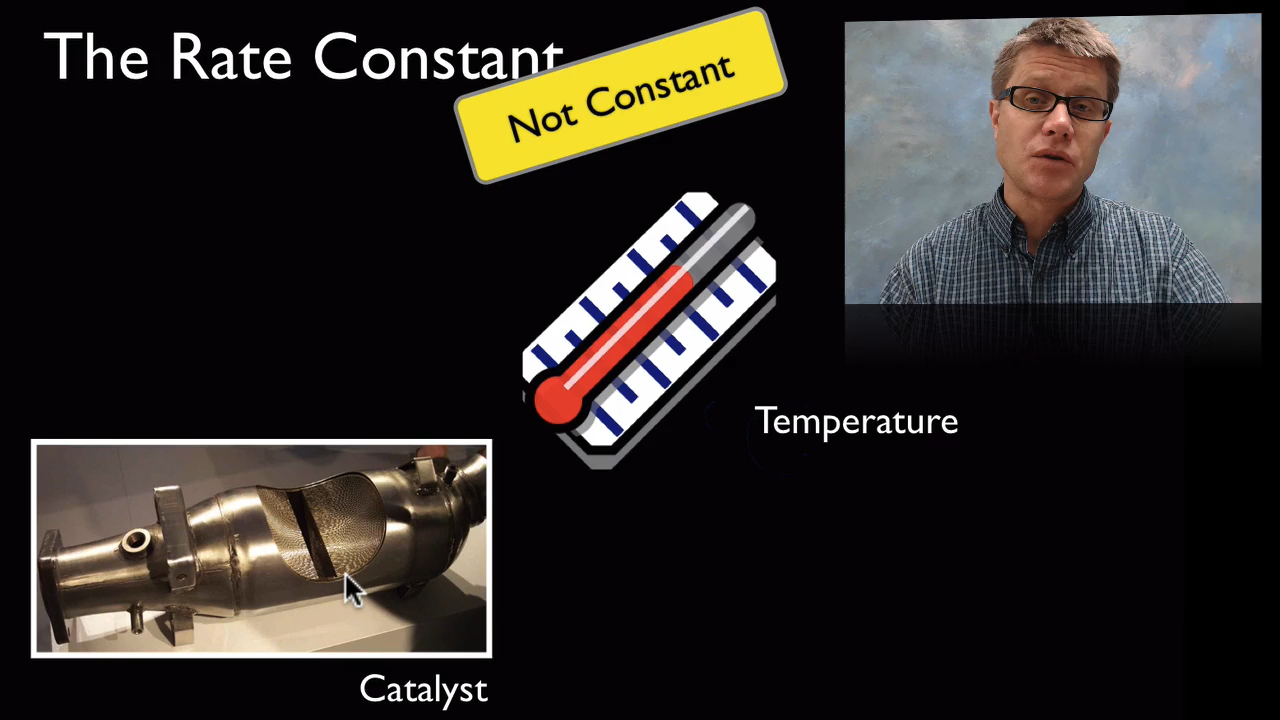 The Rate Constant
Not Constant
Temperature
Catalyst